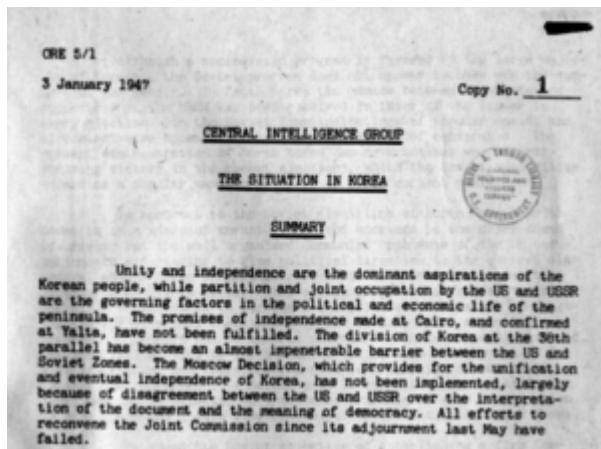 ORE 5/1
3 January 1947
Copy No. 1
CENTRAL INTELLIGENCE GROUP
THE SITUATION IN KOREA
SUMMARY
Unity and independence are the dominant aspirations of the
Korean people, while partition and joint occupation by the US and USSR
are the governing factors in the political and economic life of the
peninsula. The promises of independence made at Cairo, and confirmed
at Yalta, have not been fulfilled. The division of Korea at the 38th
parallel has become an almost impenetrable barrier between the US and
Soviet Zones. The Moscow Decision, which provides for the unification
and eventual independence of Korea, has not been implemented, largely
because of disagreement between the US and USSR over the interpreta-
tion of the document and the meaning of democracy. All efforts to
reconvene the Joint Commission since its adjournment last May have
failed.